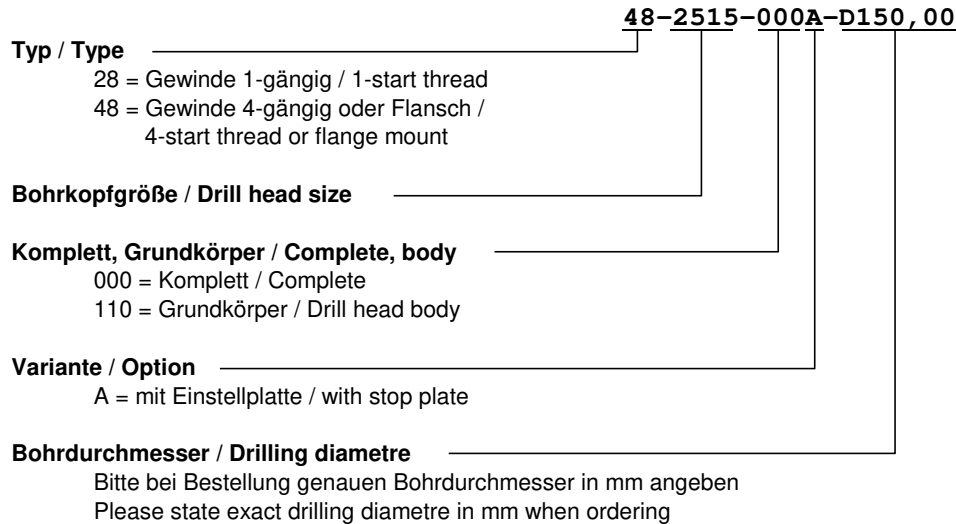 48–2515–000A–D150,00
Typ / Type
28 = Gewinde 1-gängig / 1-start thread
48 = Gewinde 4-gängig oder Flansch /
4-start thread or flange mount
Bohrkopfgröße / Drill head size
Komplett, Grundkörper / Complete, body
000 = Komplett / Complete
110 = Grundkörper / Drill head body
Variante / Option
A = mit Einstellplatte / with stop plate
Bohrdurchmesser / Drilling diametre
Bitte bei Bestellung genauen Bohrdurchmesser in mm angeben
Please state exact drilling diametre in mm when ordering